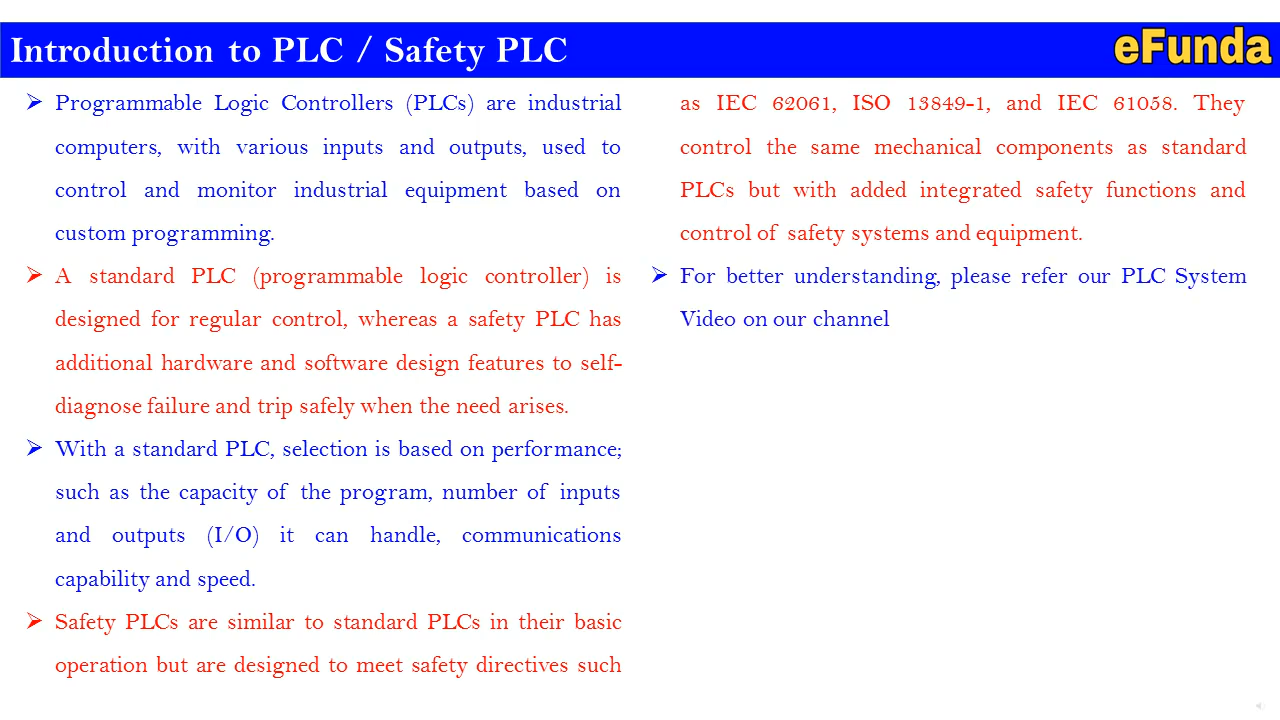 Introduction to PLC / Safety PLC
eFunda
Programmable Logic Controllers (PLCs) are industrial
computers, with various inputs and outputs, used to
control and monitor industrial equipment based on
custom programming.
A standard PLC (programmable logic controller) is
designed for regular control, whereas a safety PLC has
additional hardware and software design features to self-
diagnose failure and trip safely when the need arises.
With a standard PLC, selection is based on performance;
such as the capacity of the program, number of inputs
and outputs (I/O) it can handle, communications
capability and speed.
Safety PLCs are similar to standard PLCs in their basic
operation but are designed to meet safety directives such
as IEC 62061, ISO 13849-1, and IEC 61058. They
control the same mechanical components as standard
PLCs but with added integrated safety functions and
control of safety systems and equipment.
For better understanding, please refer our PLC System
Video on our channel